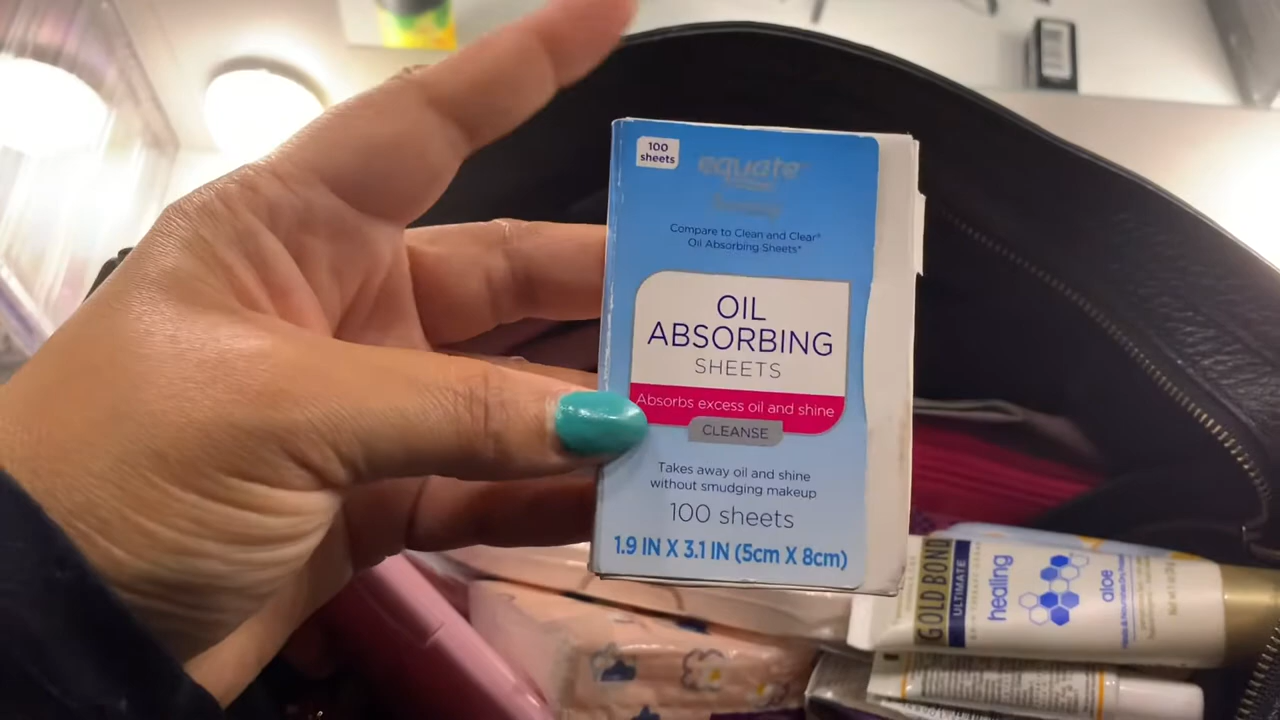 100
sheets
equate
Compare to Clean and Clear®
Oil Absorbing Sheets*
OIL
ABSORBING
SHEETS
Absorbs excess oil and shine
CLEANSE
Takes away oil and shine
without smudging makeup
100 sheets
1.9 IN X 3.1 IN (5cm X 8cm)
GOLD BOND
ULTIMATE
healing
aloe